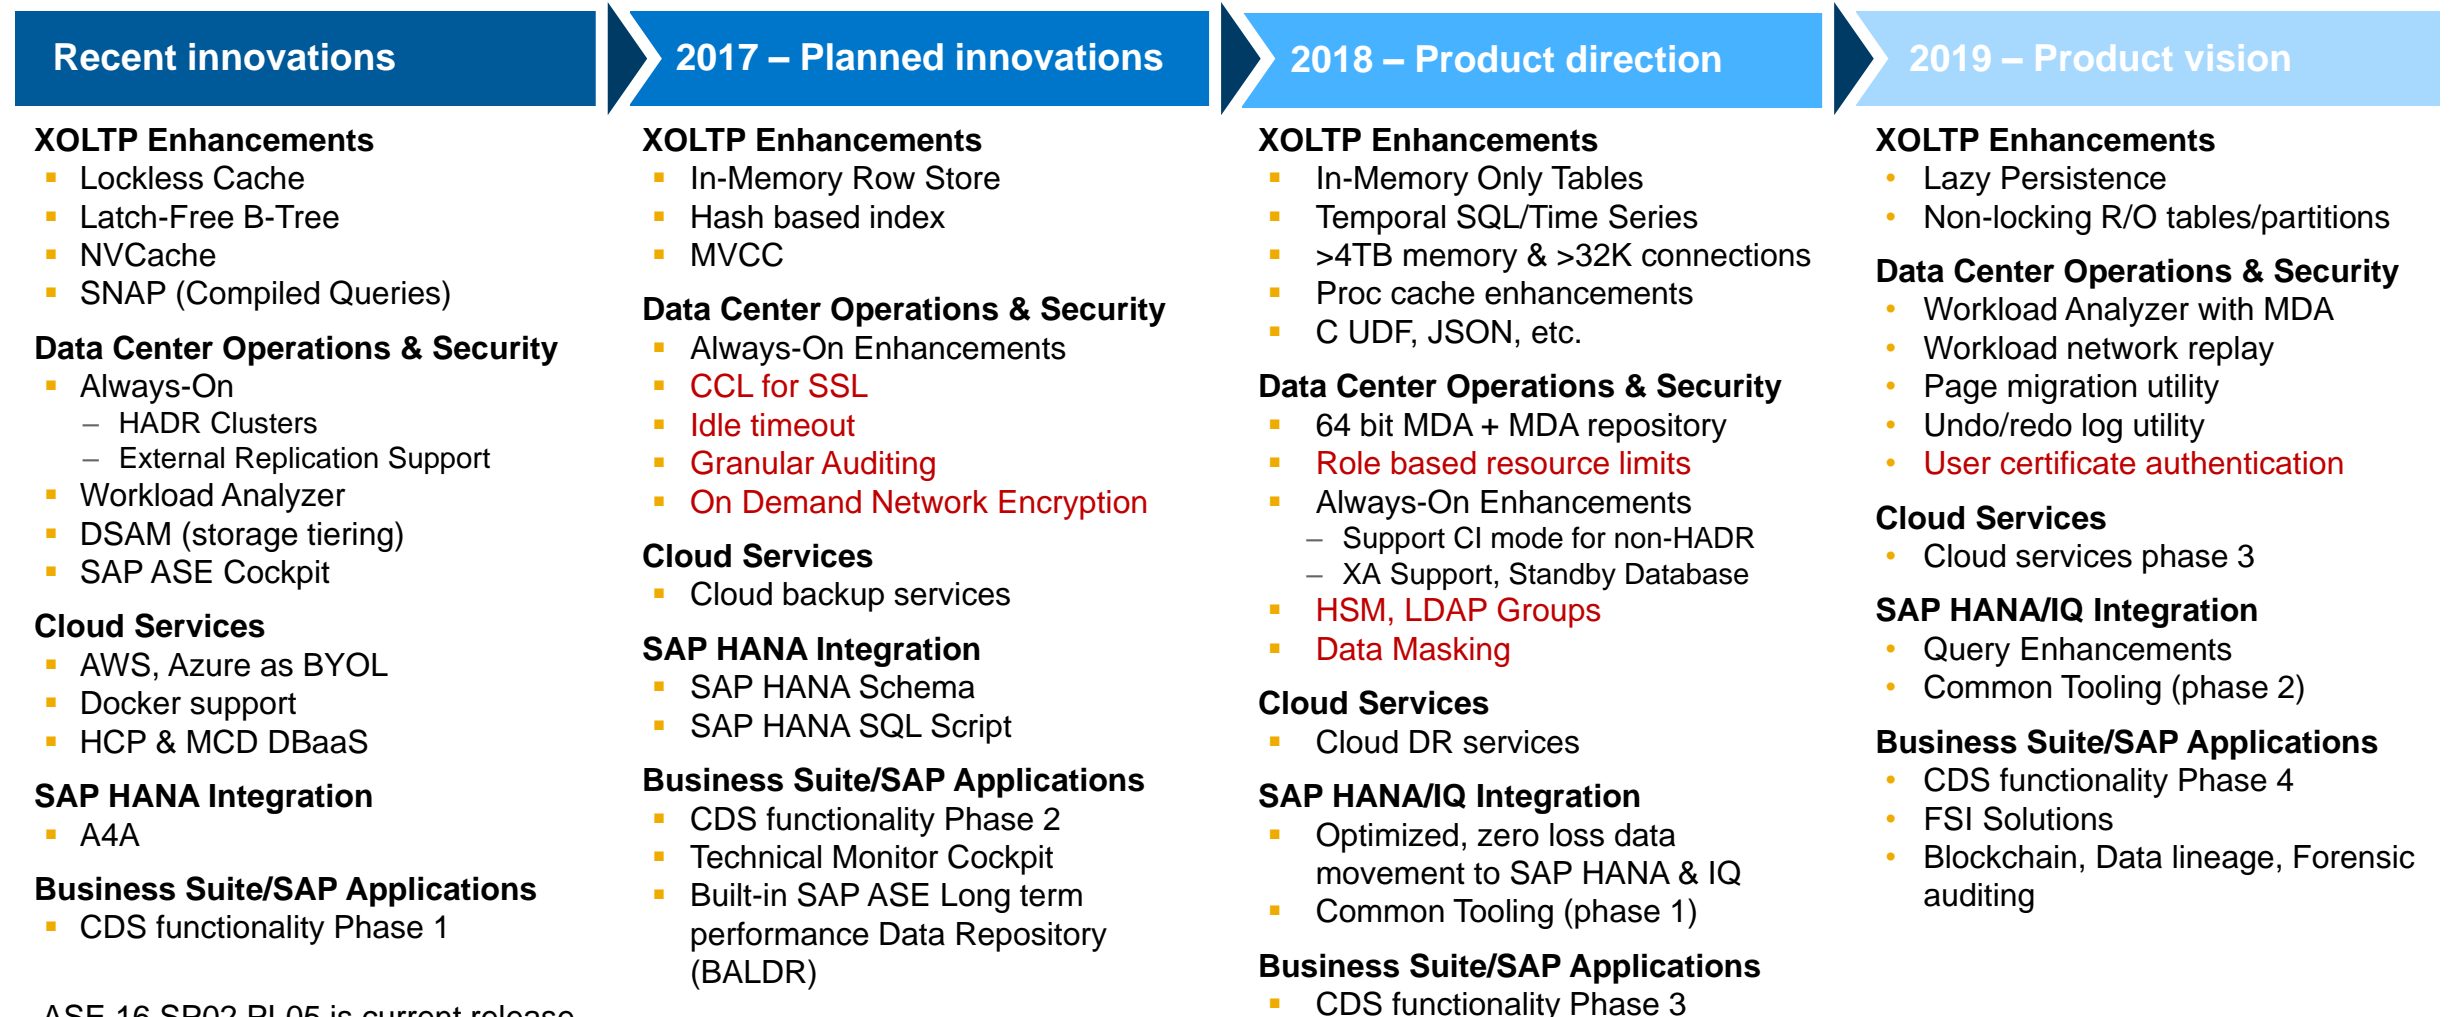 Recent innovations
XOLTP Enhancements
Lockless Cache
Latch-Free B-Tree
NVCache
SNAP (Compiled Queries)
Data Center Operations & Security
Always-On
– HADR Clusters
– External Replication Support
Workload Analyzer
DSAM (storage tiering)
SAP ASE Cockpit
Cloud Services
AWS, Azure as BYOL
Docker support
HCP & MCD DBaaS
SAP HANA Integration
A4A
Business Suite/SAP Applications
CDS functionality Phase 1
ASE 16 SP02 PL05 is current release
2017 – Planned innovations
XOLTP Enhancements
In-Memory Row Store
Hash based index
MVCC
Data Center Operations & Security
Always-On Enhancements
CCL for SSL
Idle timeout
Granular Auditing
On Demand Network Encryption
Cloud Services
Cloud backup services
SAP HANA Integration
SAP HANA Schema
SAP HANA SQL Script
Business Suite/SAP Applications
CDS functionality Phase 2
Technical Monitor Cockpit
Built-in SAP ASE Long term
performance Data Repository
(BALDR)
2018 – Product direction
XOLTP Enhancements
In-Memory Only Tables
Temporal SQL/Time Series
>4TB memory & >32K connections
Proc cache enhancements
C UDF, JSON, etc.
Data Center Operations & Security
64 bit MDA + MDA repository
Role based resource limits
Always-On Enhancements
– Support CI mode for non-HADR
– XA Support, Standby Database
HSM, LDAP Groups
Data Masking
Cloud Services
Cloud DR services
SAP HANA/IQ Integration
Optimized, zero loss data
movement to SAP HANA & IQ
Common Tooling (phase 1)
Business Suite/SAP Applications
CDS functionality Phase 3
2019 – Product vision
XOLTP Enhancements
Lazy Persistence
Non-locking R/O tables/partitions
Data Center Operations & Security
Workload Analyzer with MDA
Workload network replay
Page migration utility
Undo/redo log utility
User certificate authentication
Cloud Services
Cloud services phase 3
SAP HANA/IQ Integration
Query Enhancements
Common Tooling (phase 2)
Business Suite/SAP Applications
CDS functionality Phase 4
FSI Solutions
Blockchain, Data lineage, Forensic
auditing